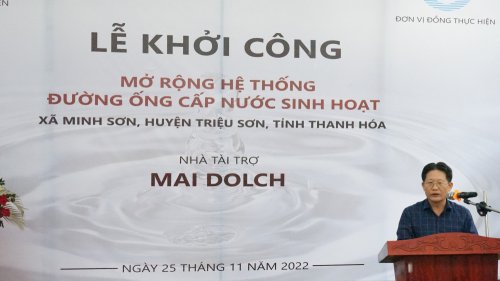 YÊN
ĐƠN VỊ ĐỒNG THỰC HIỆN
LỄ KHỞI CÔNG
MỞ RỘNG HỆ THỐNG
ĐƯỜNG ỐNG CẤP NƯỚC SINH HOẠT
XÃ MINH SƠN, HUYỆN TRIỆU SƠN, TỈNH THANH HÓA
NHÀ TÀI TRỢ
MAI DOLCH
NGÀY 25 THÁNG 11 NĂM 2022